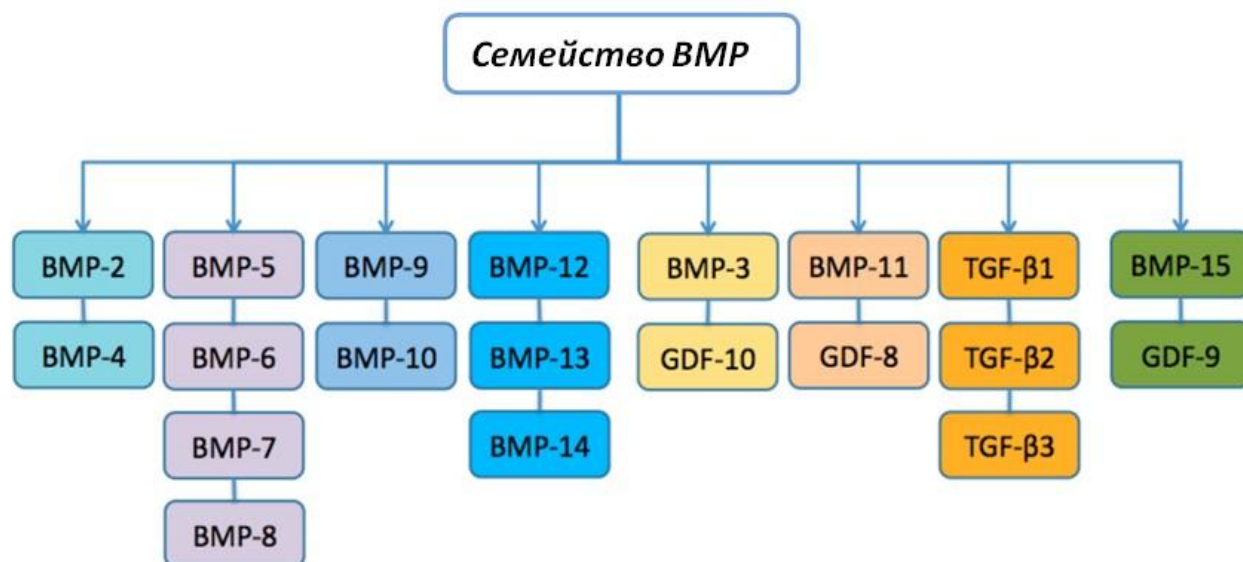 Семейство BMP
BMP-2
BMP-4
BMP-5
BMP-6
BMP-7
BMP-8
BMP-9
BMP-10
BMP-12
BMP-13
BMP-14
BMP-3
GDF-10
BMP-11
GDF-8
TGF-β1
TGF-β2
TGF-β3
BMP-15
GDF-9